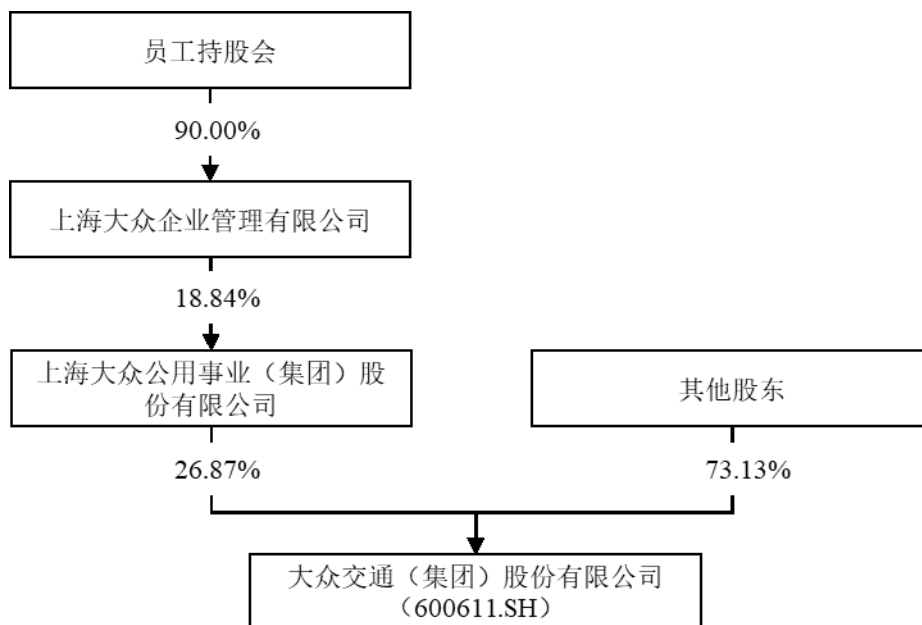 员工持股会
90.00%
上海大众企业管理有限公司
18.84%
上海大众公用事业（集团）股
份有限公司
其他股东
26.87%
73.13%
大众交通（集团）股份有限公司
（600611.SH）